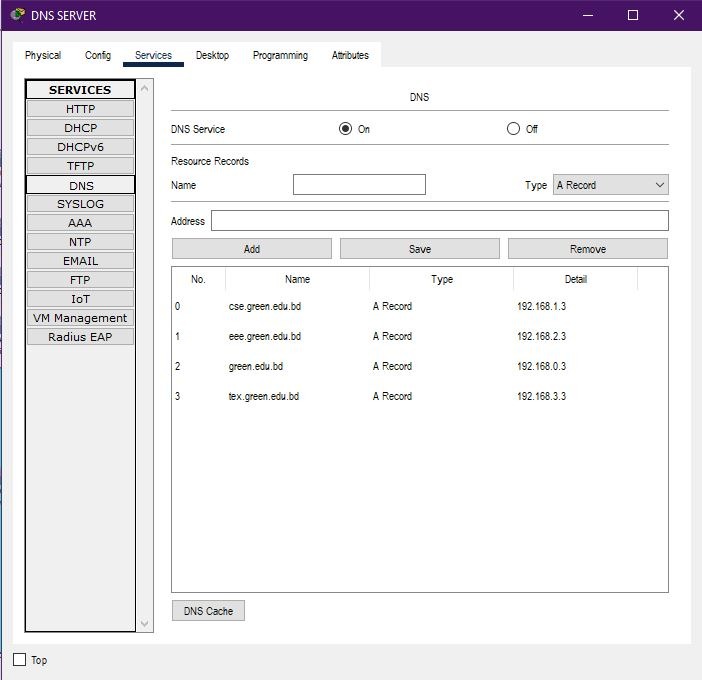 DNS SERVER
Physical Config Services Desktop Programming Attributes
SERVICES
HTTP
DHCP
DHCPv6
TFTP
DNS
SYSLOG
AAA
NTP
EMAIL
FTP
IoT
VM Management
Radius EAP
DNS
DNS Service On Off
Resource Records
Name Type A Record
Address
Add Save Remove
No. Name Type Detail
0 cse.green.edu.bd A Record 192.168.1.3
1 eee.green.edu.bd A Record 192.168.2.3
2 green.edu.bd A Record 192.168.0.3
3 tex.green.edu.bd A Record 192.168.3.3
DNS Cache
Top